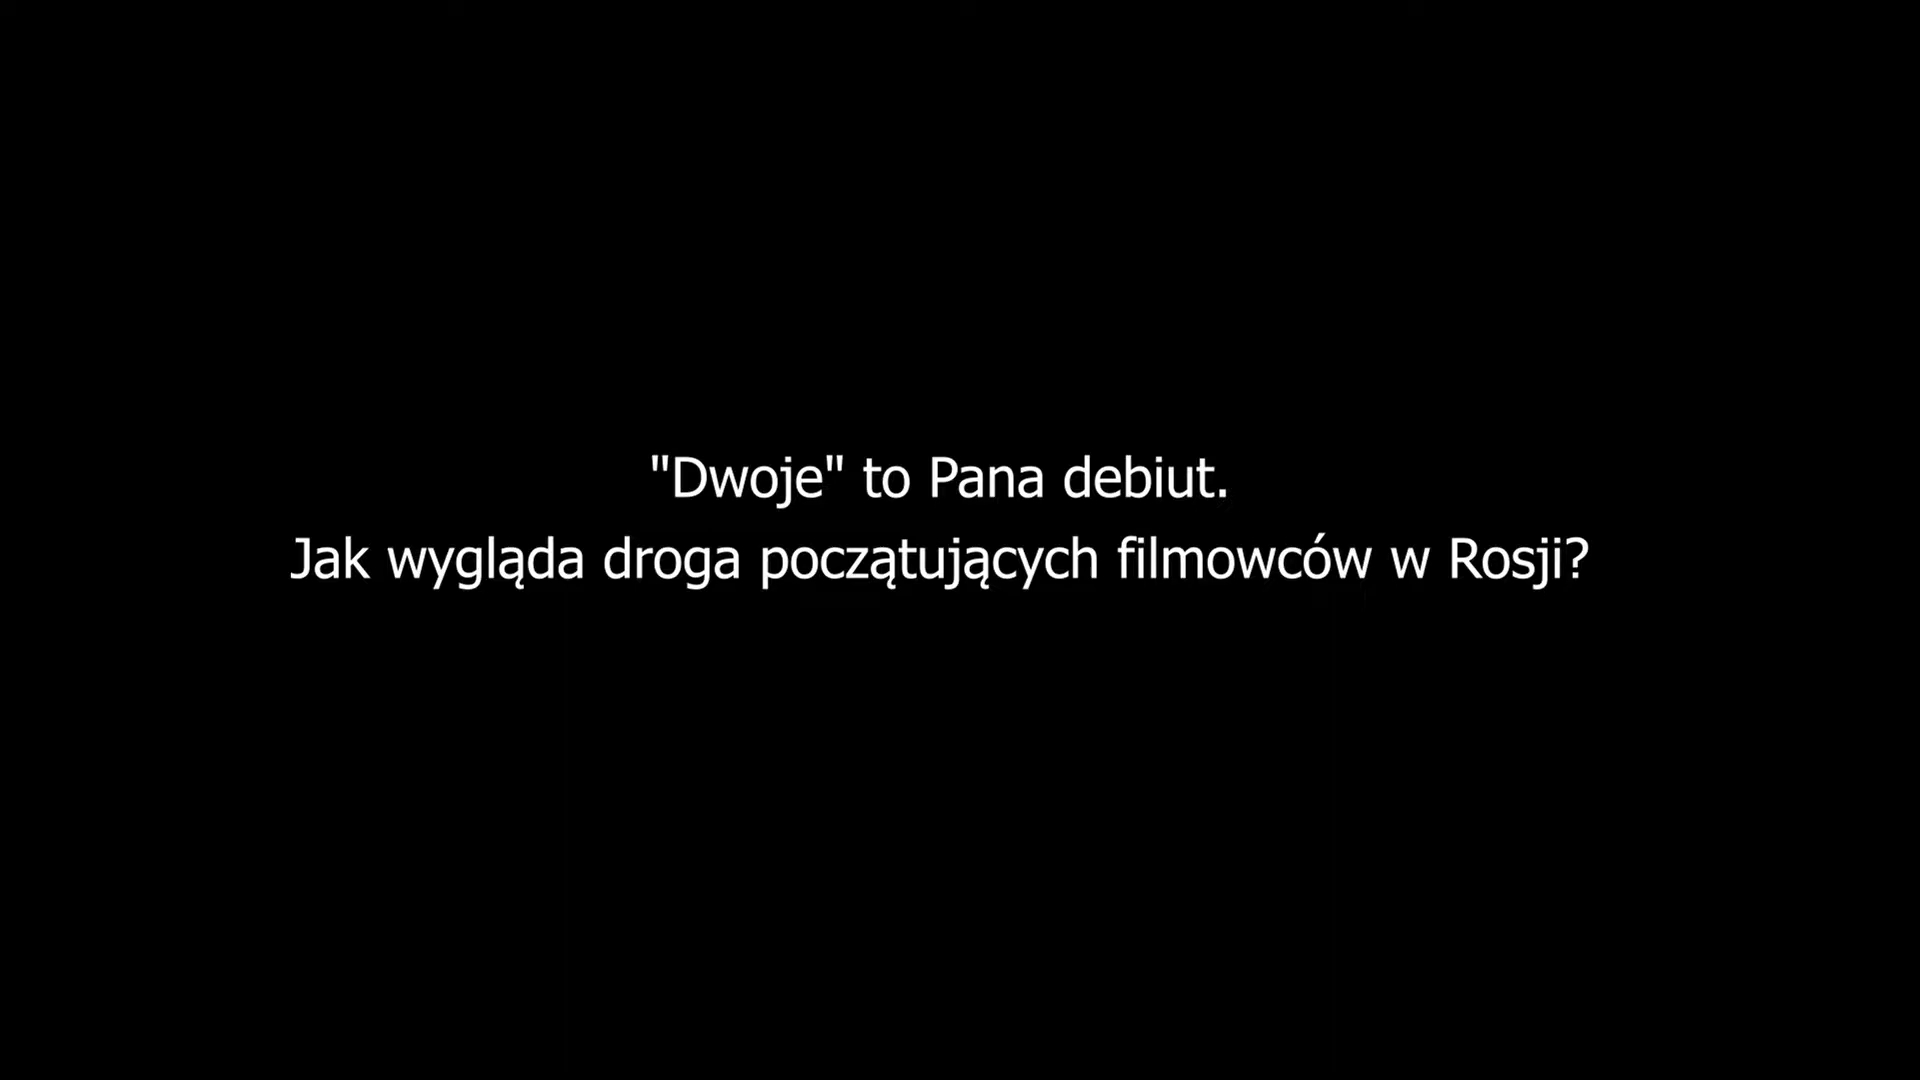 "Dwoje" to Pana debiut.
Jak wygląda droga początujących filmowców w Rosji?